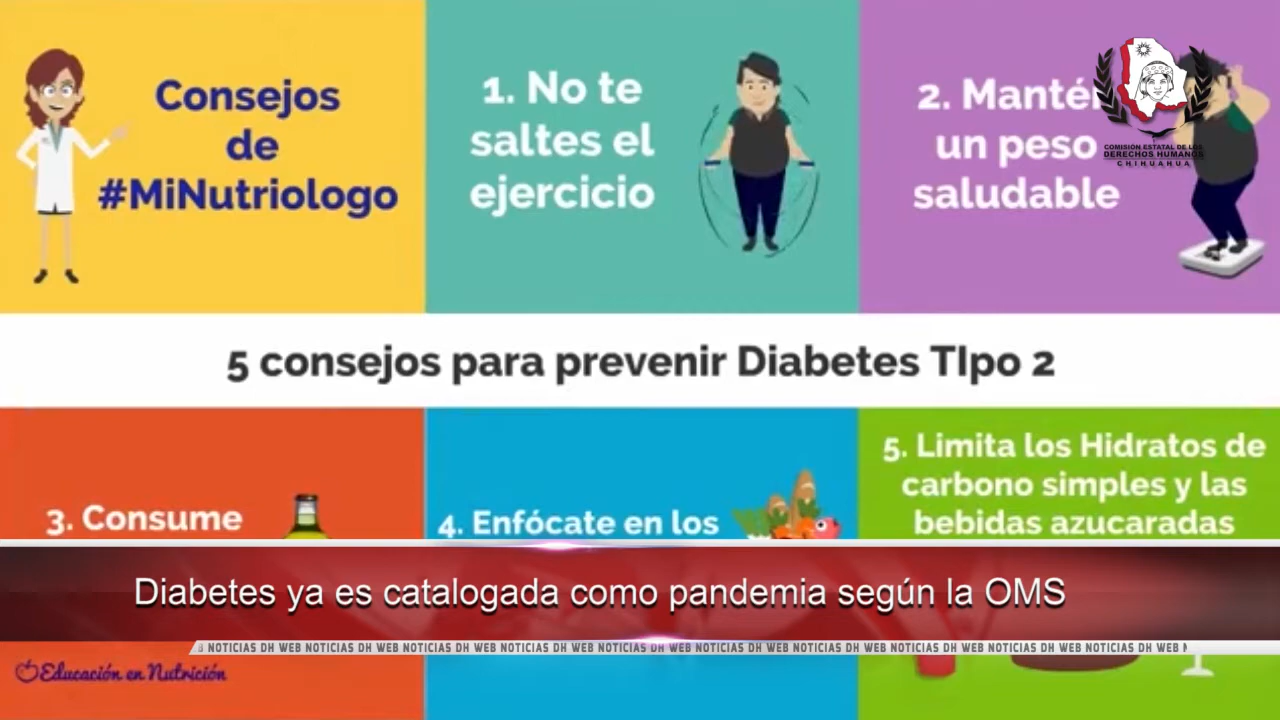 Consejos
de
#MiNutriologo
1. No te
saltes el
ejercicio
2. Mantén
un peso
saludable
COMISIÓN ESTATAL DE LOS
DERECHOS HUMANOS
CHIHUAHUA
5 consejos para prevenir Diabetes TIpo 2
3. Consume
4. Enfócate en los
5. Limita los Hidratos de
carbono simples y las
bebidas azucaradas
Diabetes ya es catalogada como pandemia según la OMS
B NOTICIAS DH WEB NOTICIAS DH WEB NOTICIAS DH WEB NOTICIAS DH WEB NOTICIAS DH WEB NOTICIAS DH WEB NOTICIAS DH WEB NOTICIAS DH WEB NOTICIAS DH WEB NOTICIAS DH WEB
Educación en Nutrición